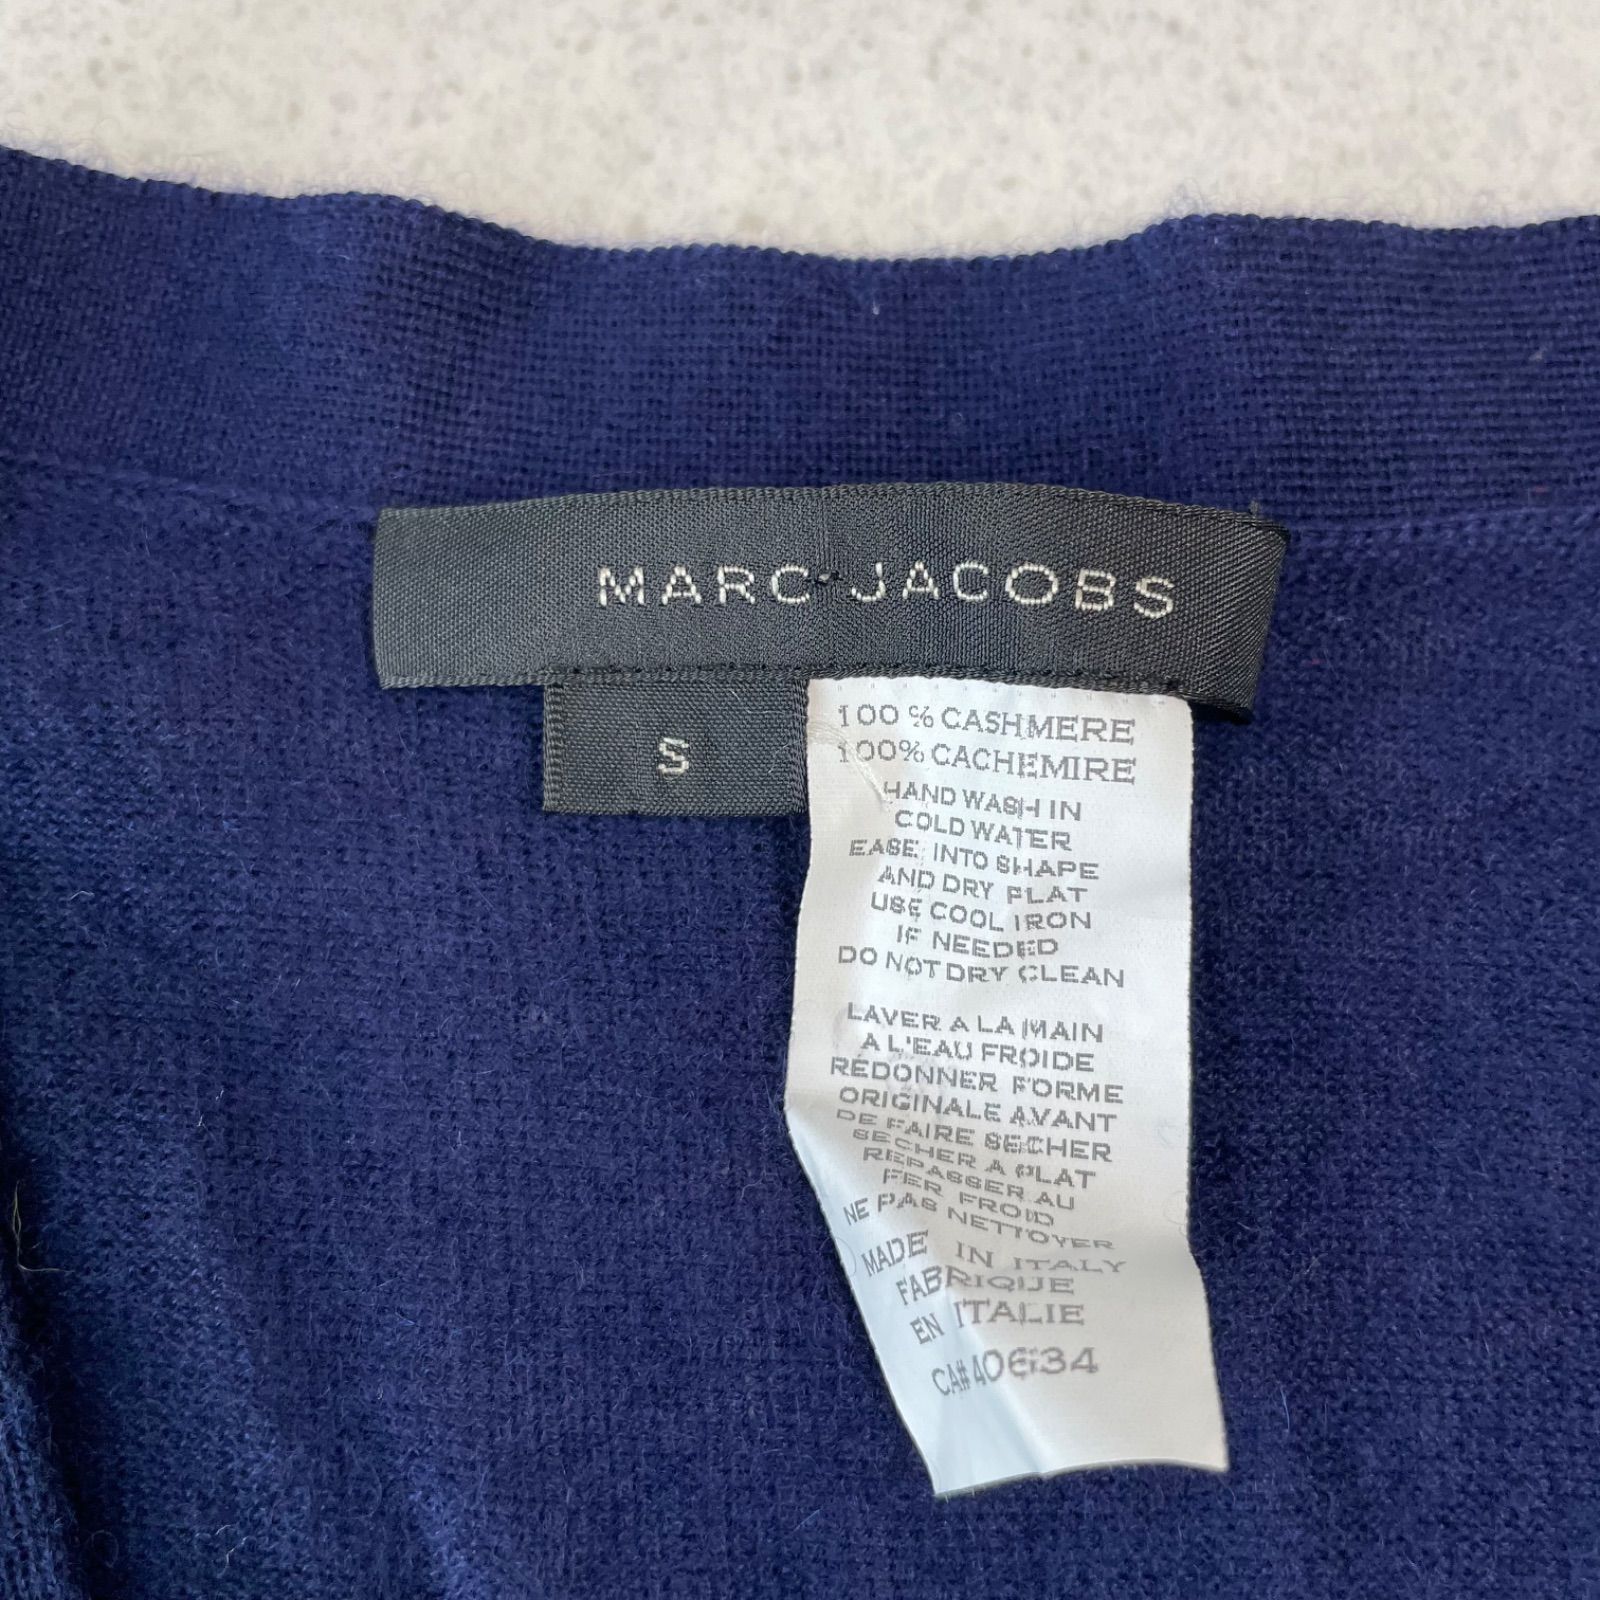 MARC JACOBS
S
100 % CASHMERE
100% CACHEMIRE
HAND WASH IN
COLD WATER
EASE INTO SHAPE
AND DRY FLAT
USE COOL IRON
IF NEEDED
DO NOT DRY CLEAN
LAVER A LA MAIN
A L'EAU FROIDE
REDONNER FORME
ORIGINALE AVANT
DE FAIRE SECHER
SECHER A PLAT
REPASSER AU
FER FROID
NE PAS NETTOYER
MADE IN ITALY
FABRIQUE
EN ITALIE
CA# 40634